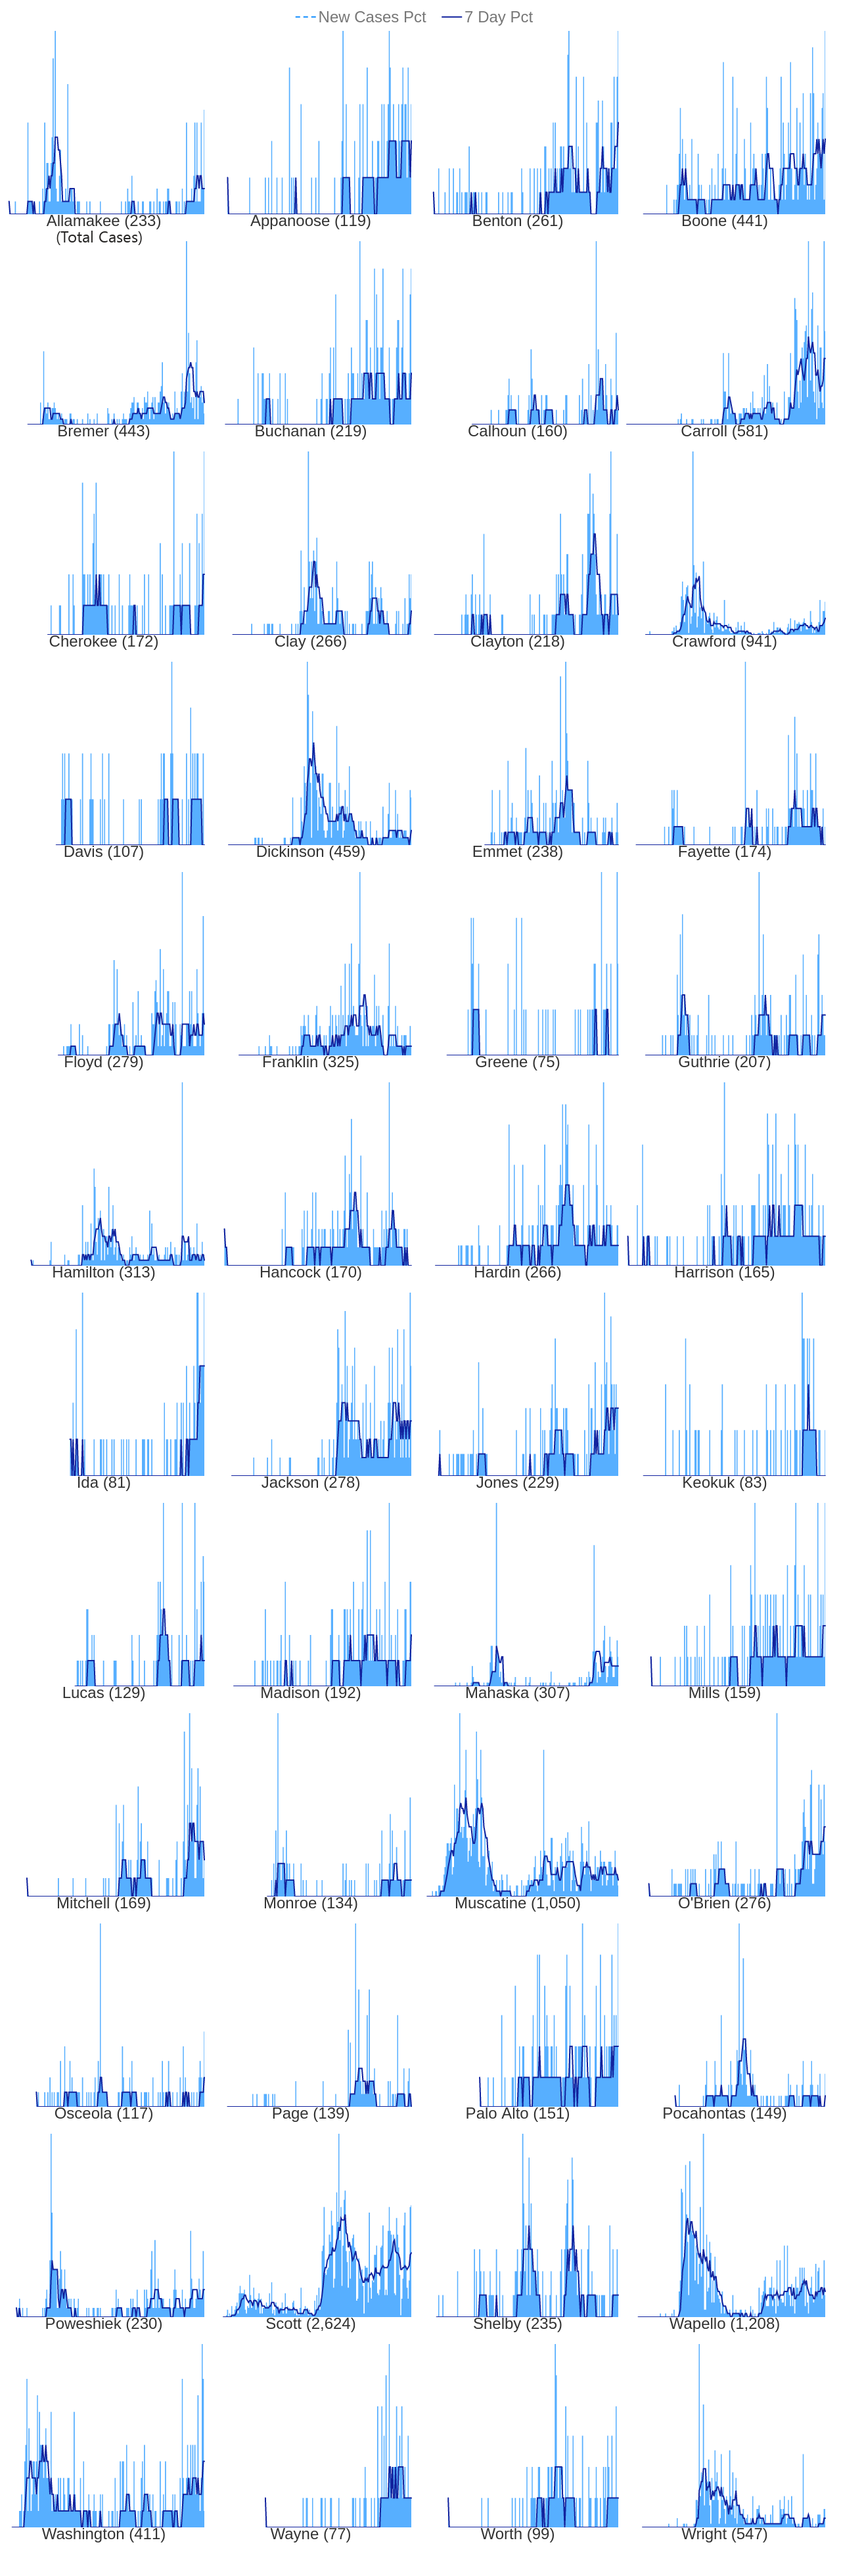 New Cases Pct 7 Day Pct
Allamakee (233) Appanoose (119) Benton (261) Boone (441)
(Total Cases)
Bremer (443) Buchanan (219) Calhoun (160) Carroll (581)
Cherokee (172) Clay (266) Clayton (218) Crawford (941)
Davis (107) Dickinson (459) Emmet (238) Fayette (174)
Floyd (279) Franklin (325) Greene (75) Guthrie (207)
Hamilton (313) Hancock (170) Hardin (266) Harrison (165)
Ida (81) Jackson (278) Jones (229) Keokuk (83)
Lucas (129) Madison (192) Mahaska (307) Mills (159)
Mitchell (169) Monroe (134) Muscatine (1,050) O'Brien (276)
Osceola (117) Page (139) Palo Alto (151) Pocahontas (149)
Poweshiek (230) Scott (2,624) Shelby (235) Wapello (1,208)
Washington (411) Wayne (77) Worth (99) Wright (547)